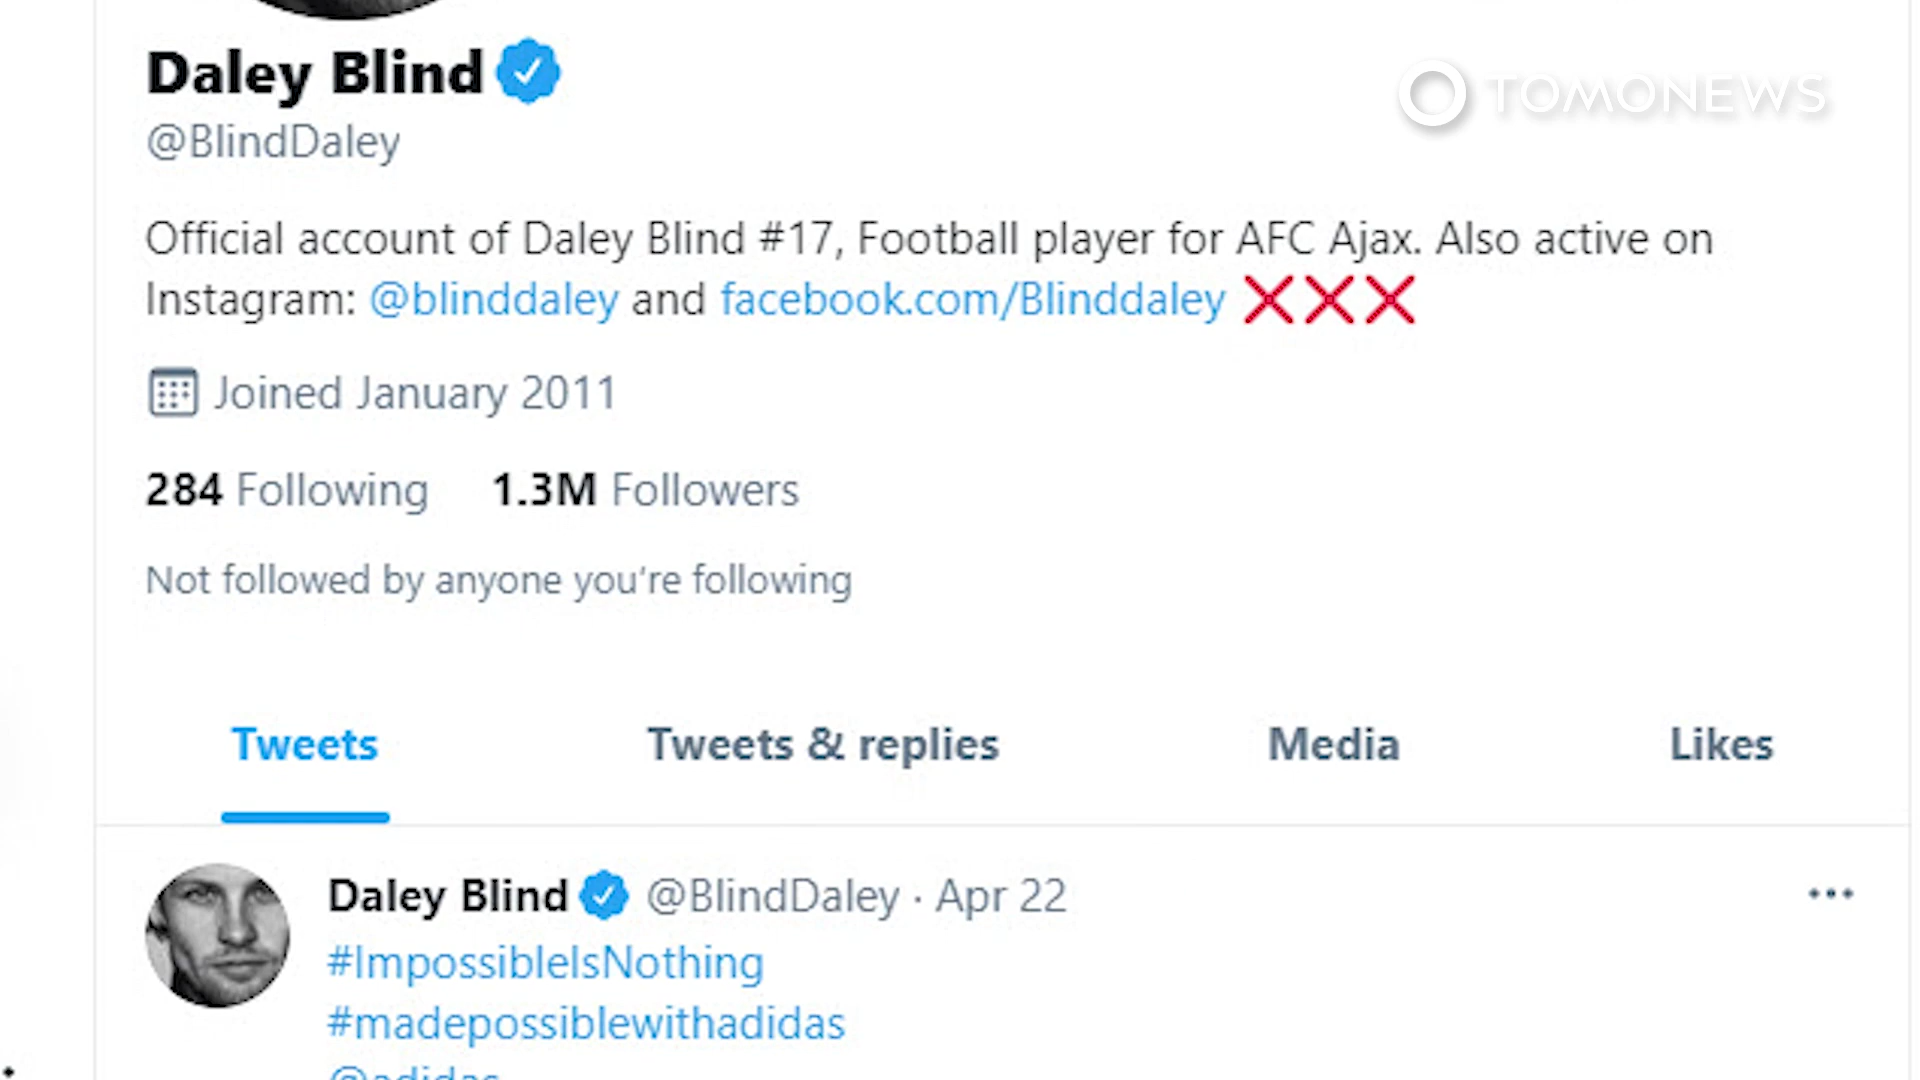 Daley Blind
TOMONEWS
@BlindDaley
Official account of Daley Blind #17, Football player for AFC Ajax. Also active on
Instagram: @blinddaley and facebook.com/Blinddaley ❌❌❌
Joined January 2011
284 Following 1.3M Followers
Not followed by anyone you're following
Tweets Tweets & replies Media Likes
Daley Blind @BlindDaley · Apr 22
#ImpossibleIsNothing
#madepossiblewithadidas
@adidas